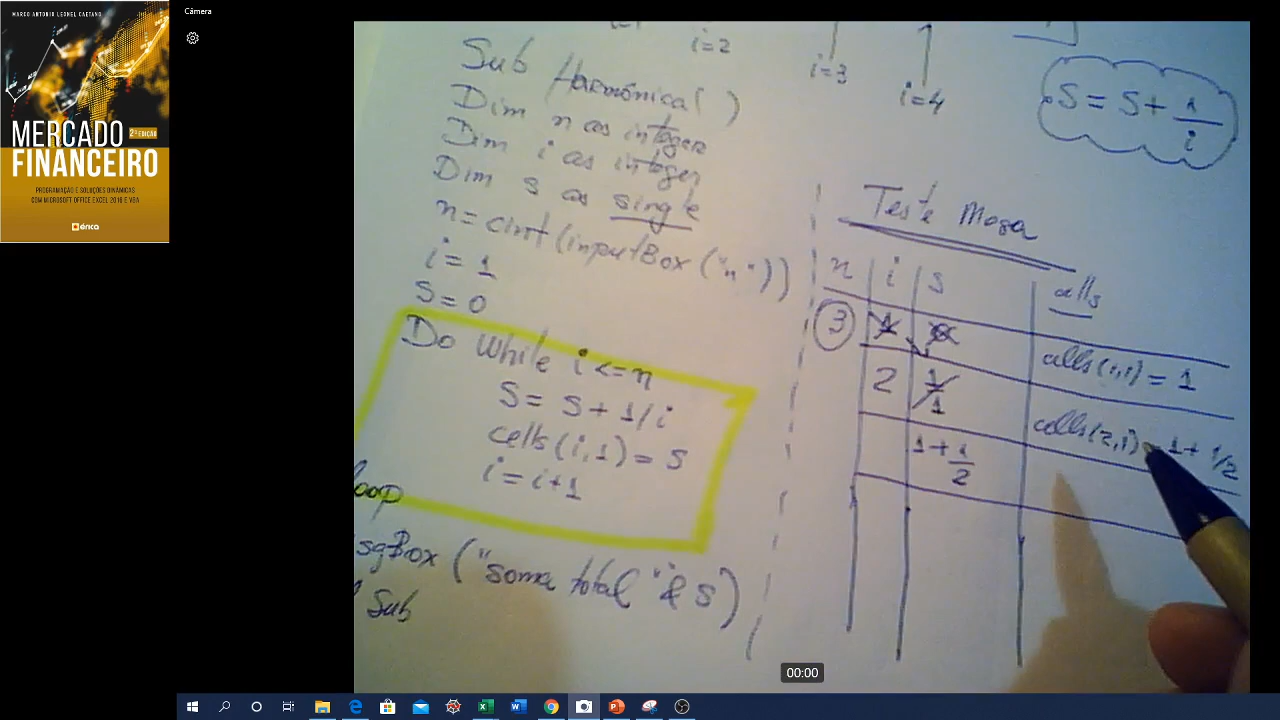 MARCO ANTONIO LEONEL CAETANO
MERCADO
2ª EDIÇÃO
FINANCEIRO
PROGRAMAÇÃO E SOLUÇÕES DINÂMICAS
COM MICROSOFT OFFICE EXCEL 2016 E VBA
érica
Câmera
i=2
i=3
i=4
S = S + 1/i
Sub Harmônica( )
Dim n as integer
Dim i as integer
Dim s as single
n = cint (inputBox ("n"))
i = 1
S = 0
Do While i <= n
S = S + 1/i
cells (i, 1) = S
i = i+1
loop
sgBox ("soma total" & S)
Sub
Teste Mesa
n i s cells
3 1 0 cells(1,1) = 1
2 1/1 cells(2,1) = 1 + 1/2
1 + 1/2
00:00